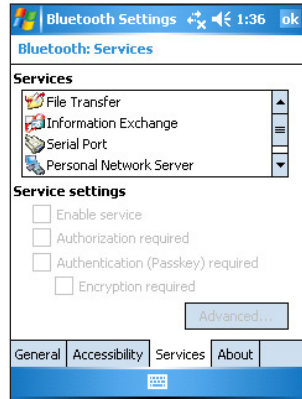 Bluetooth Settings 1:36 ok
Bluetooth: Services
Services
File Transfer
Information Exchange
Serial Port
Personal Network Server
Service settings
Enable service
Authorization required
Authentication (Passkey) required
Encryption required
Advanced...
General Accessibility Services About